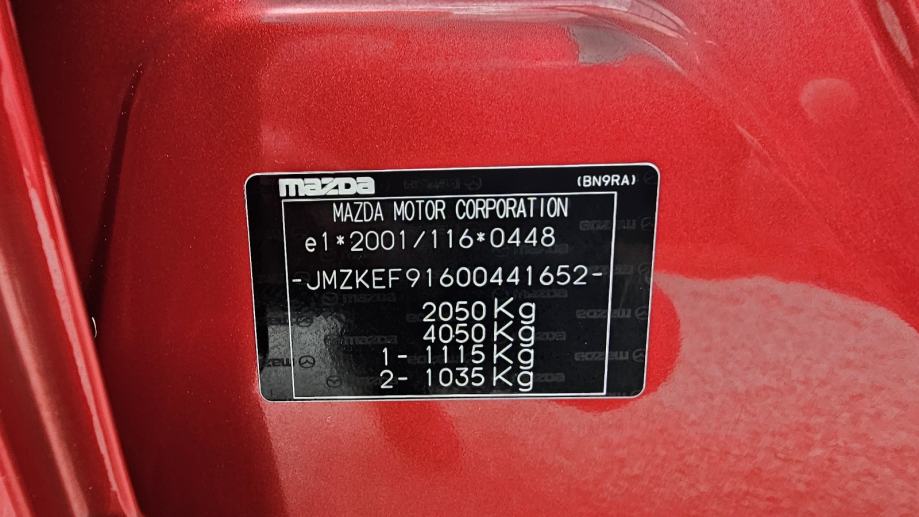 mazda (BN9RA)
MAZDA MOTOR CORPORATION
e1*2001/116*0448
-JMZKEF91600441652-
2050 Kg
4050 Kg
1- 1115 Kg
2- 1035 Kg